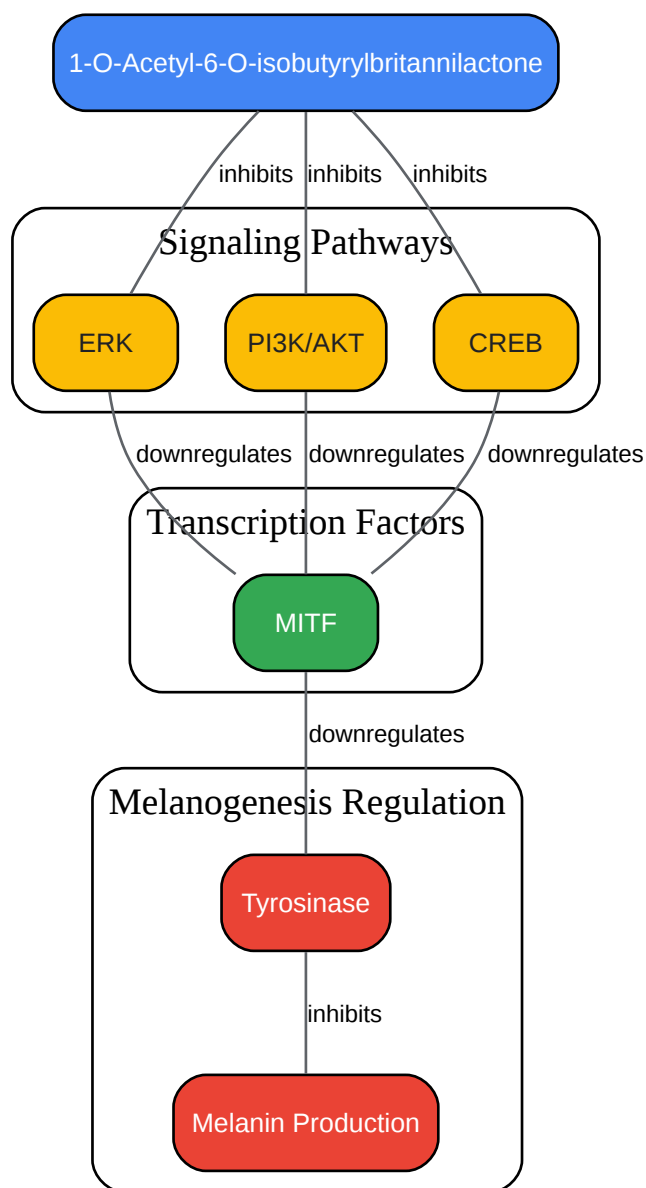 1-O-Acetyl-6-O-isobutyrylbritannilactone
inhibits
inhibits
inhibits
Signaling Pathways
ERK
PI3K/AKT
CREB
downregulates
downregulates
downregulates
Transcription Factors
MITF
downregulates
Melanogenesis Regulation
Tyrosinase
inhibits
Melanin Production